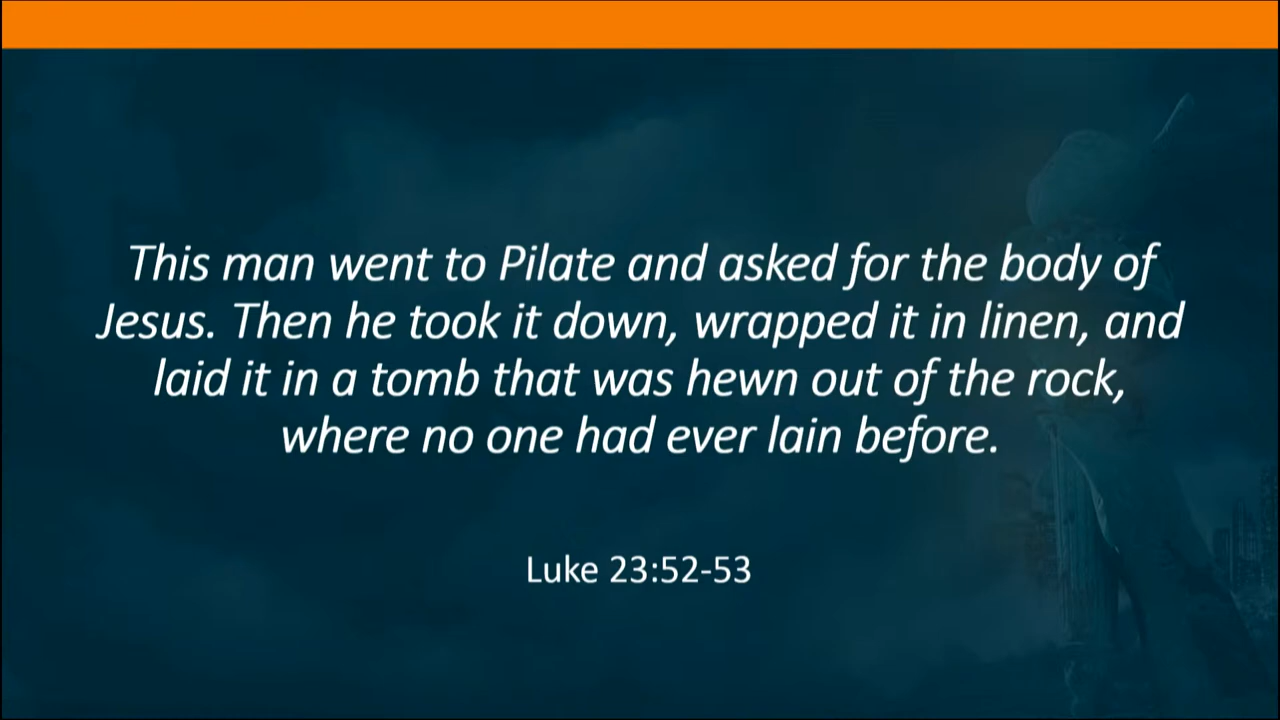 This man went to Pilate and asked for the body of
Jesus. Then he took it down, wrapped it in linen, and
laid it in a tomb that was hewn out of the rock,
where no one had ever lain before.
Luke 23:52-53